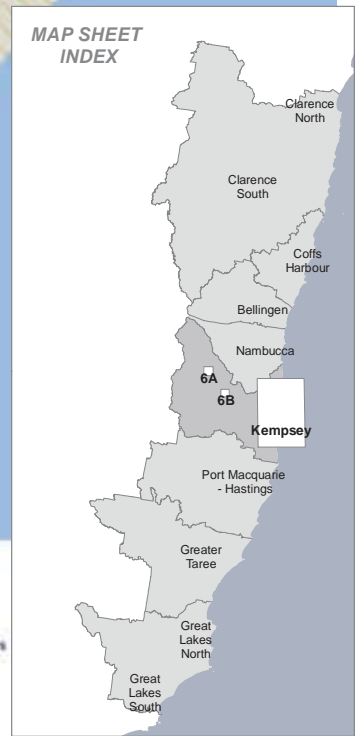 MAP SHEET
INDEX
Clarence
North
Clarence
South
Coffs
Harbour
Bellingen
Nambucca
6A
6B
Kempsey
Port Macquarie
- Hastings
Greater
Taree
Great
Lakes
North
Great
Lakes
South